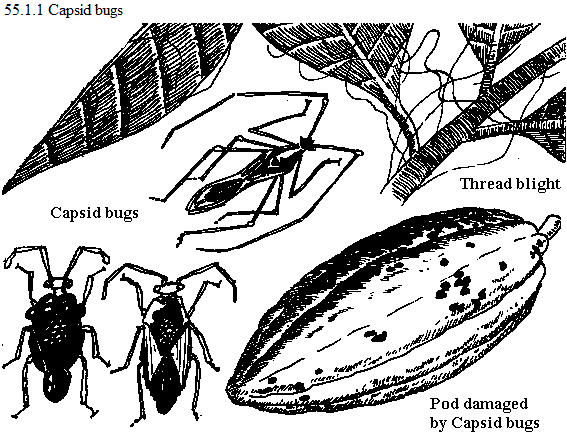 55.1.1 Capsid bugs
Thread blight
Capsid bugs
Pod damaged
by Capsid bugs